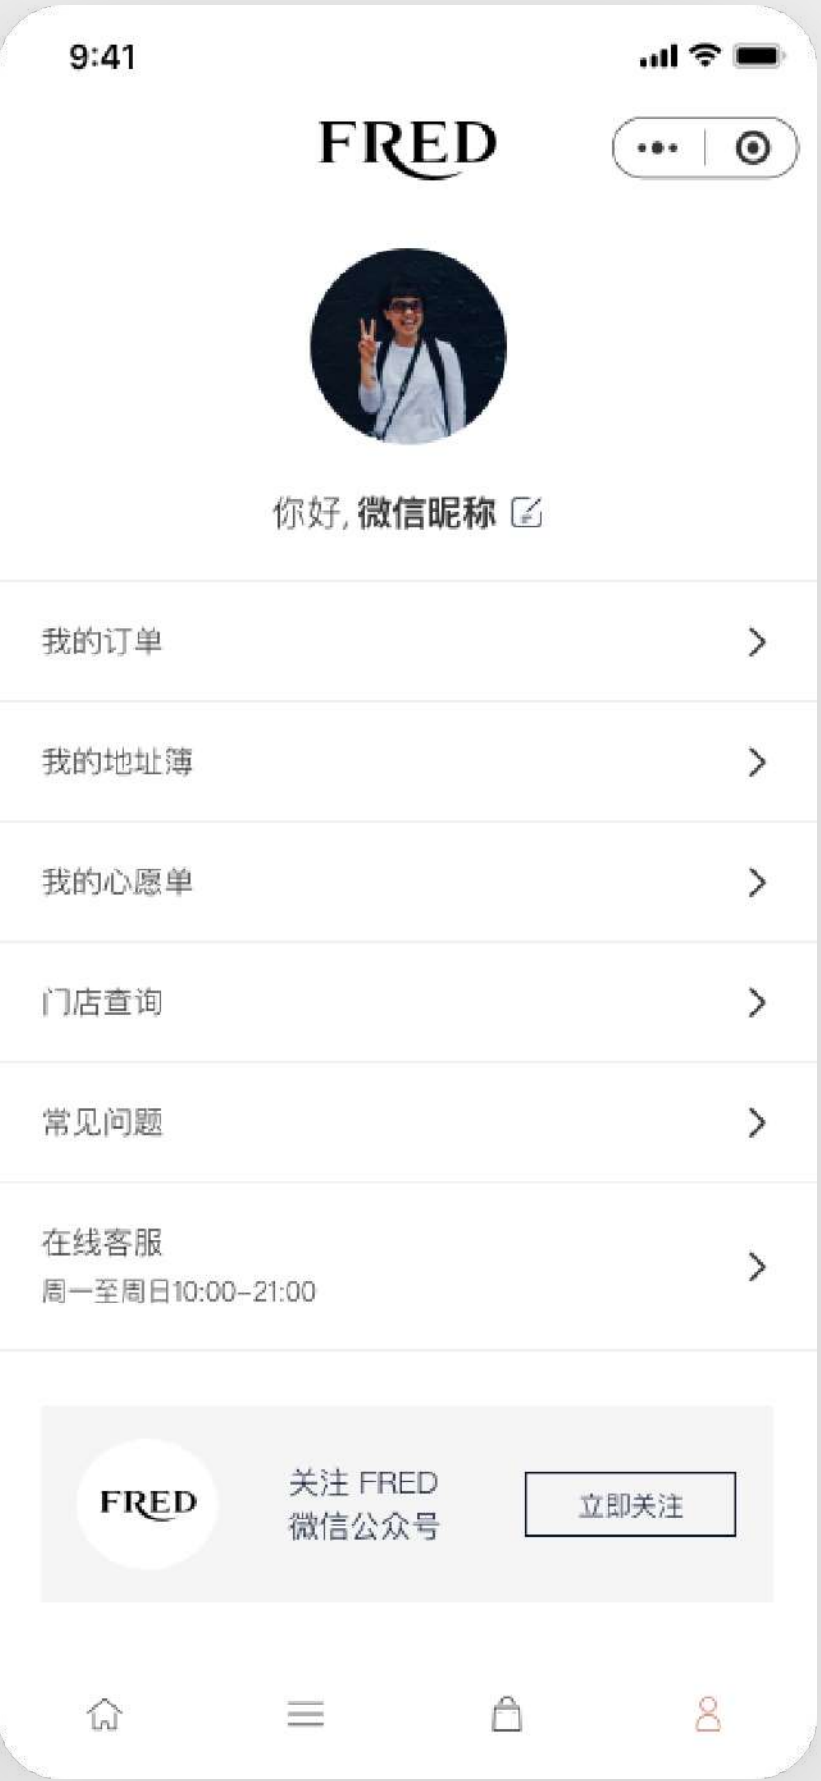 9:41
FRED
你好, 微信昵称
我的订单
我的地址簿
我的心愿单
门店查询
常见问题
在线客服
周一至周日10:00–21:00
FRED
关注 FRED
微信公众号
立即关注